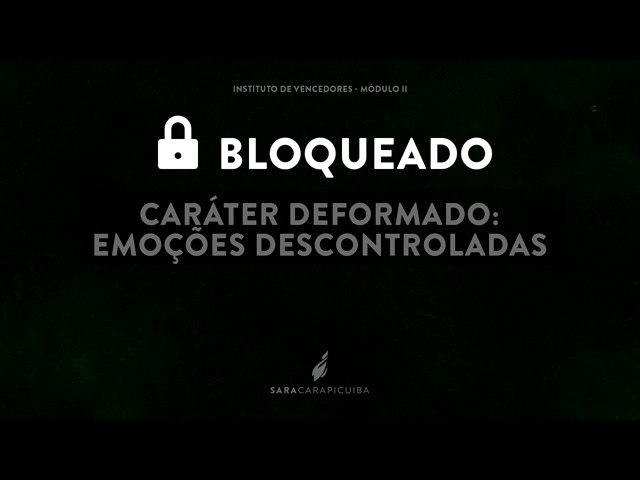 INSTITUTO DE VENCEDORES - MÓDULO II
BLOQUEADO
CARÁTER DEFORMADO:
EMOÇÕES DESCONTROLADAS
SARACARAPICUIBA